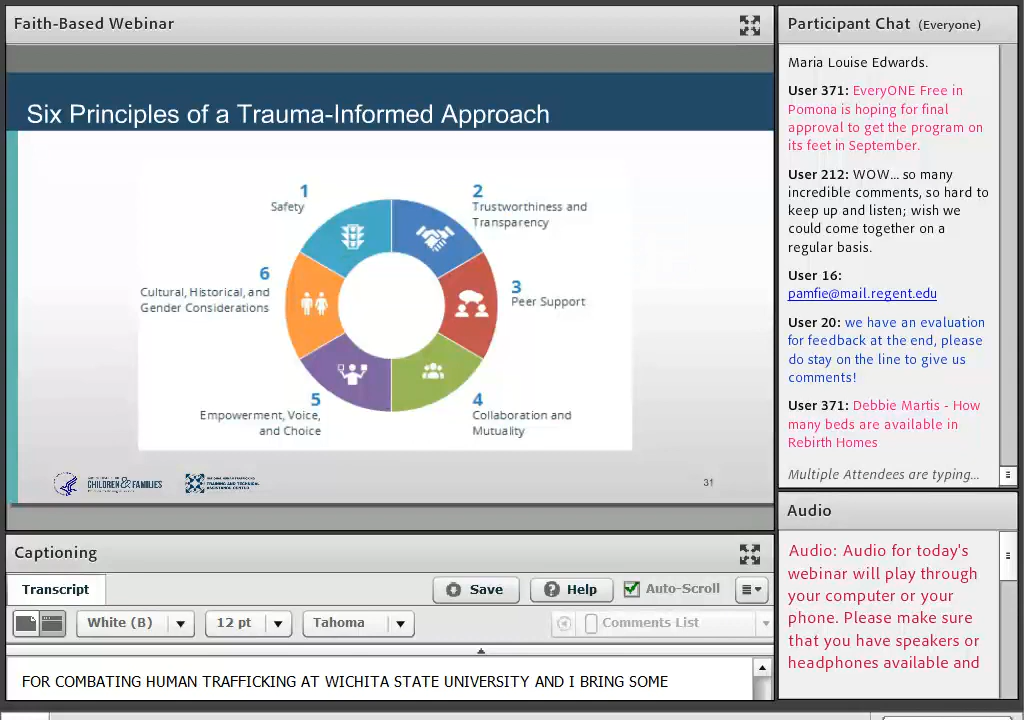 Faith-Based Webinar
Six Principles of a Trauma-Informed Approach
1
Safety
2
Trustworthiness and
Transparency
3
Peer Support
4
Collaboration and
Mutuality
5
Empowerment, Voice,
and Choice
6
Cultural, Historical, and
Gender Considerations
CHILDREN & FAMILIES
31
Captioning
Transcript
Save
Help
Auto-Scroll
White (B)
12 pt
Tahoma
Comments List
FOR COMBATING HUMAN TRAFFICKING AT WICHITA STATE UNIVERSITY AND I BRING SOME
Participant Chat (Everyone)
Maria Louise Edwards.
User 371: EveryONE Free in
Pomona is hoping for final
approval to get the program on
its feet in September.
User 212: WOW... so many
incredible comments, so hard to
keep up and listen; wish we
could come together on a
regular basis.
User 16:
pamfie@mail.regent.edu
User 20: we have an evaluation
for feedback at the end, please
do stay on the line to give us
comments!
User 371: Debbie Martis - How
many beds are available in
Rebirth Homes
Multiple Attendees are typing...
Audio
Audio: Audio for today's
webinar will play through
your computer or your
phone. Please make sure
that you have speakers or
headphones available and